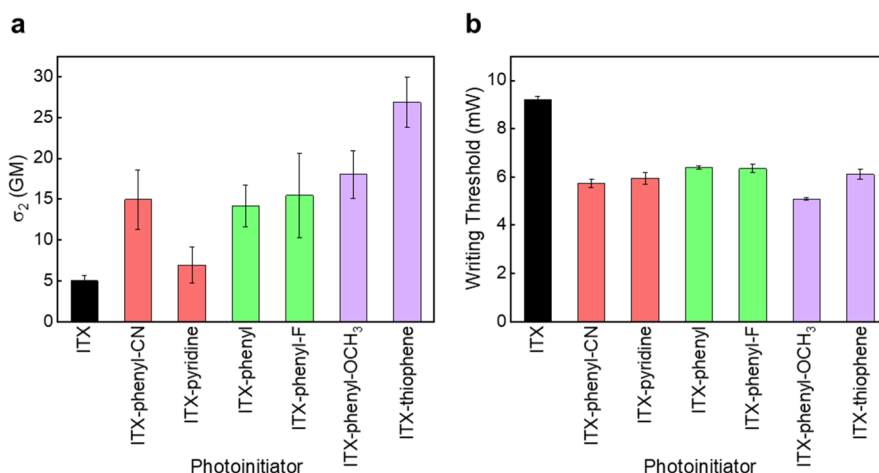 a
30
25
20
15
10
5
0
σ₂ (GM)
ITX
ITX-phenyl-CN
ITX-pyridine
ITX-phenyl
ITX-phenyl-F
ITX-phenyl-OCH₃
ITX-thiophene
Photoinitiator
b
10
8
6
4
2
0
Writing Threshold (mW)
ITX
ITX-phenyl-CN
ITX-pyridine
ITX-phenyl
ITX-phenyl-F
ITX-phenyl-OCH₃
ITX-thiophene
Photoinitiator